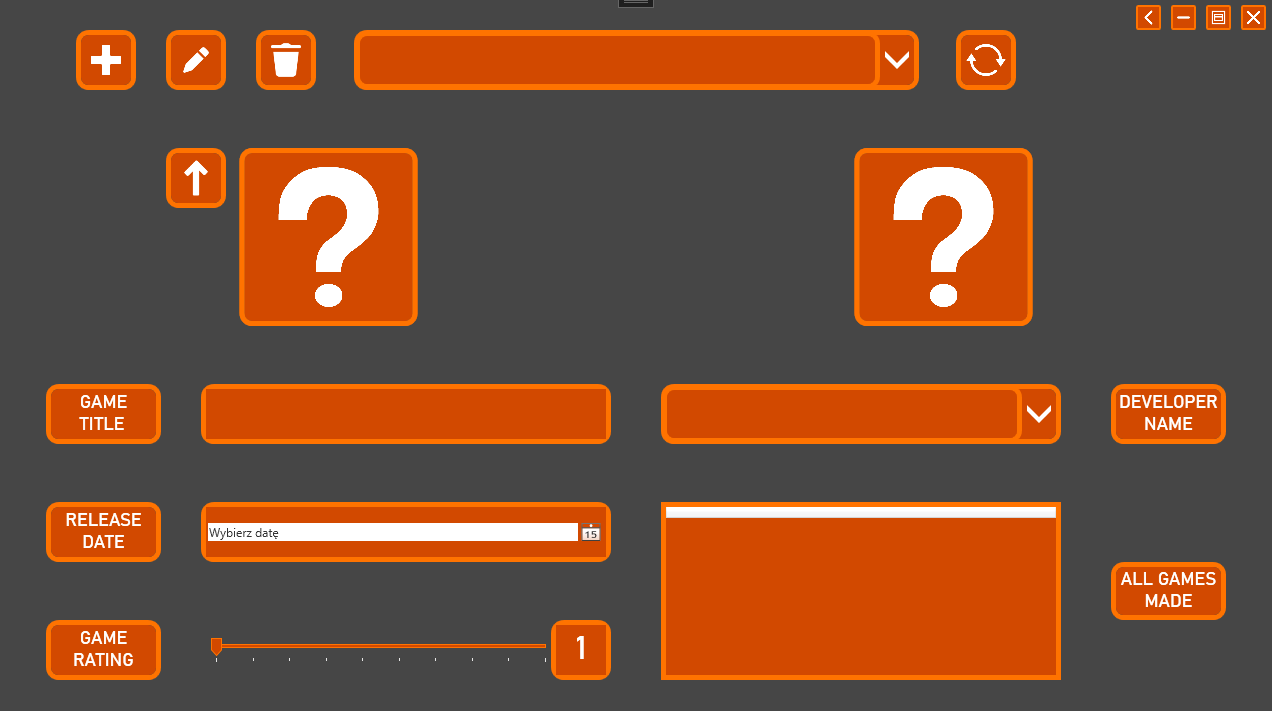 GAME
TITLE
DEVELOPER
NAME
RELEASE
DATE
Wybierz datę
15
ALL GAMES
MADE
GAME
RATING
1